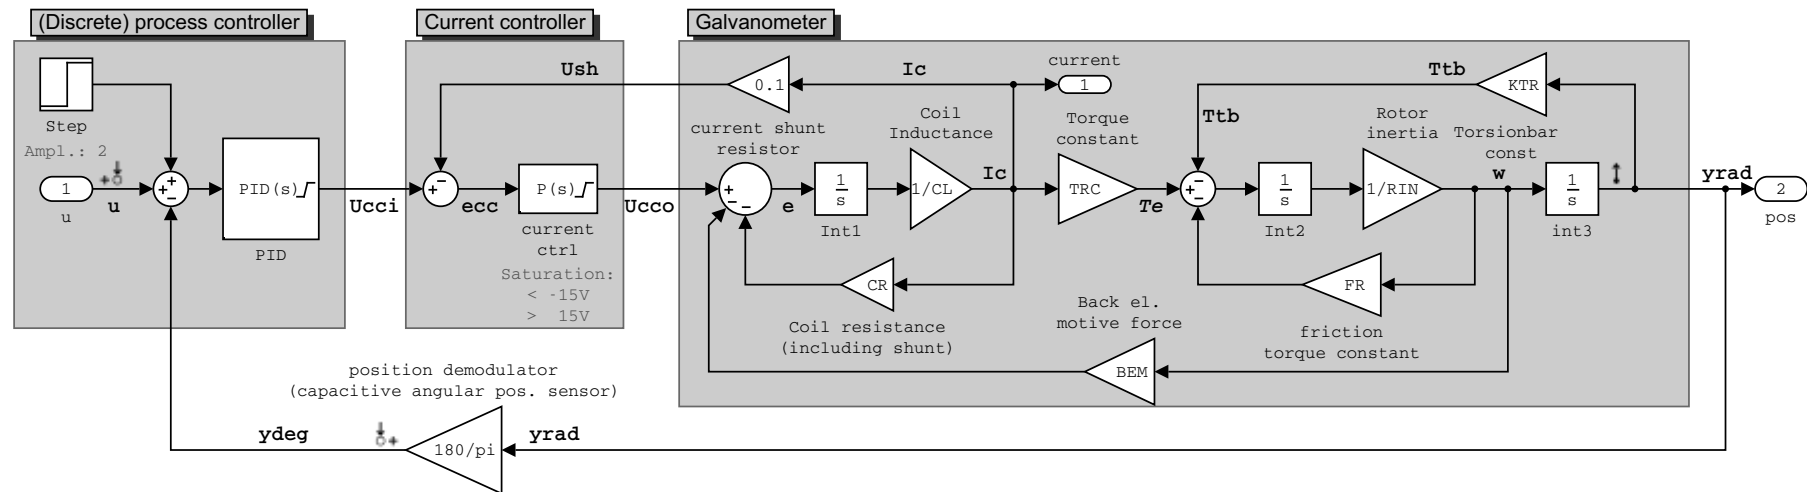 (Discrete) process controller
Current controller
Galvanometer
Step
Ampl.: 2
1
u
u
+
+
−
PID(s)
PID
Ucci
Ush
+
−
ecc
P(s)
current
ctrl
Saturation:
< -15V
>  15V
Ucco
0.1
current shunt
resistor
Ic
current
1
+
−
−
e
1
s
Int1
Coil
Inductance
1/CL
Ic
Torque
constant
TRC
Te
CR
Coil resistance
(including shunt)
Ttb
KTR
Ttb
+
−
−
1
s
Int2
Rotor
inertia
1/RIN
Torsionbar
const
w
1
s
int3
yrad
2
pos
FR
friction
torque constant
Back el.
motive force
BEM
position demodulator
(capacitive angular pos. sensor)
ydeg
+
180/pi
yrad